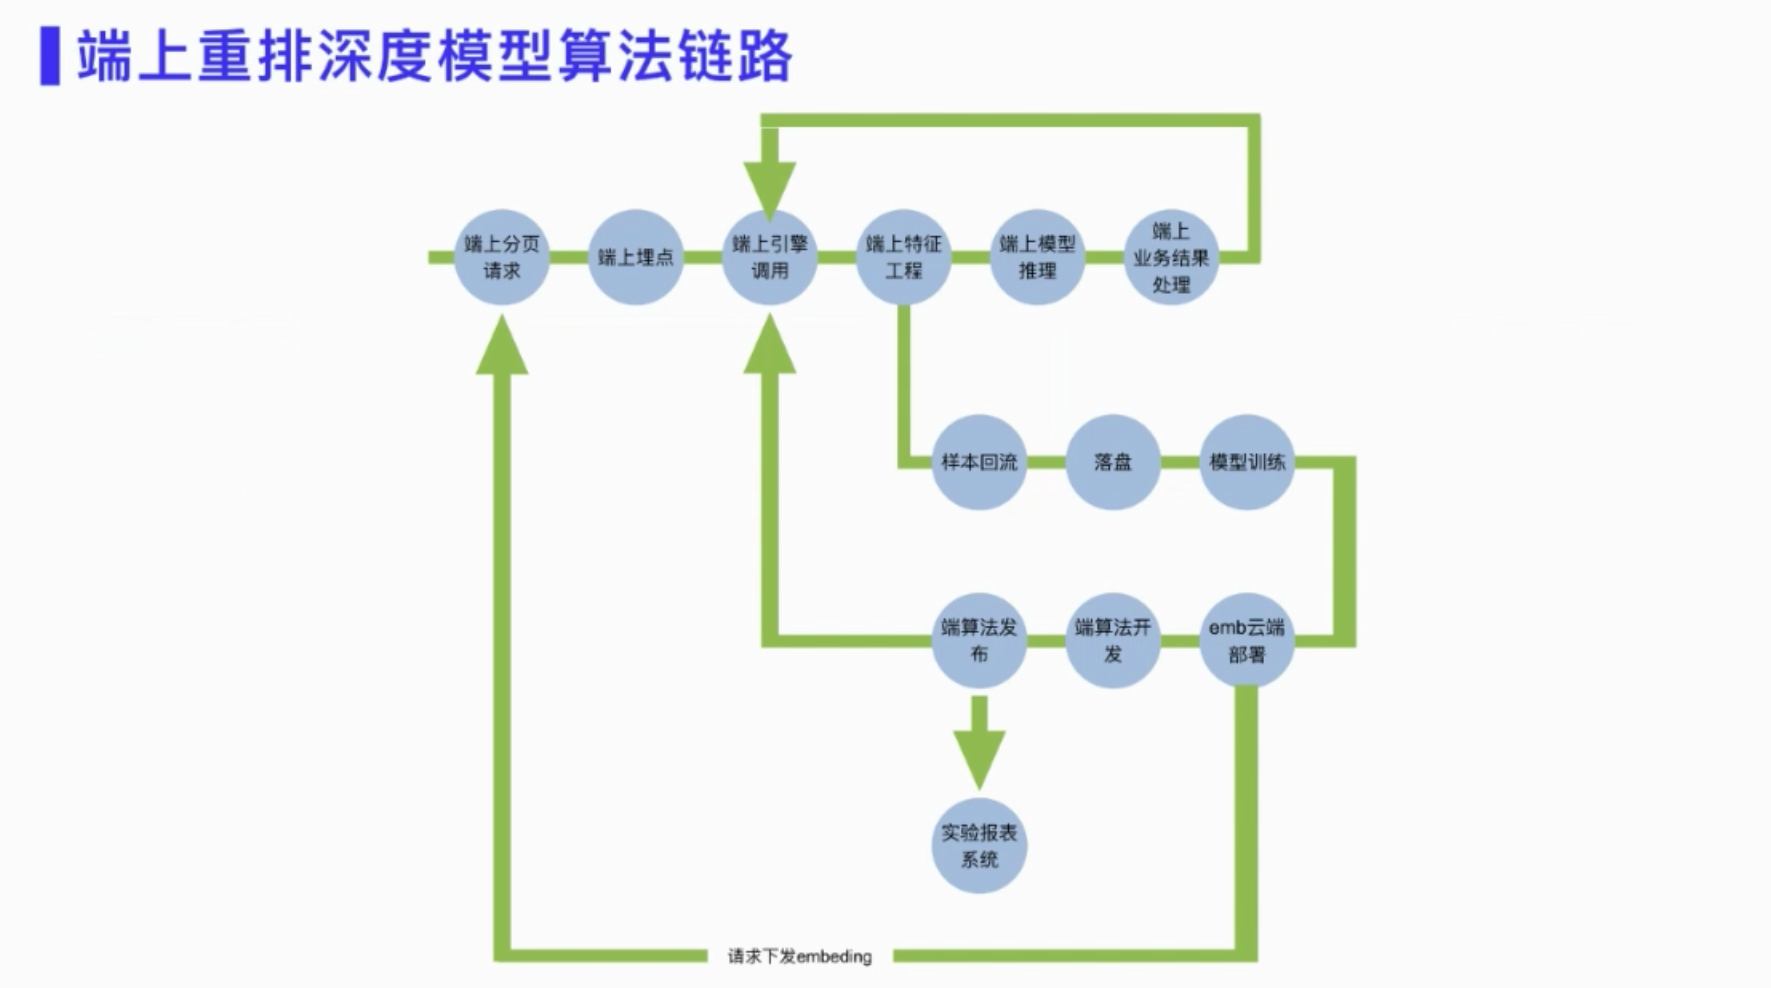 端上重排深度模型算法链路
端上分页
请求
端上埋点
端上引擎
调用
端上特征
工程
端上模型
推理
端上
业务结果
处理
样本回流
落盘
模型训练
端算法发
布
端算法开
发
emb云端
部署
实验报表
系统
请求下发embeding